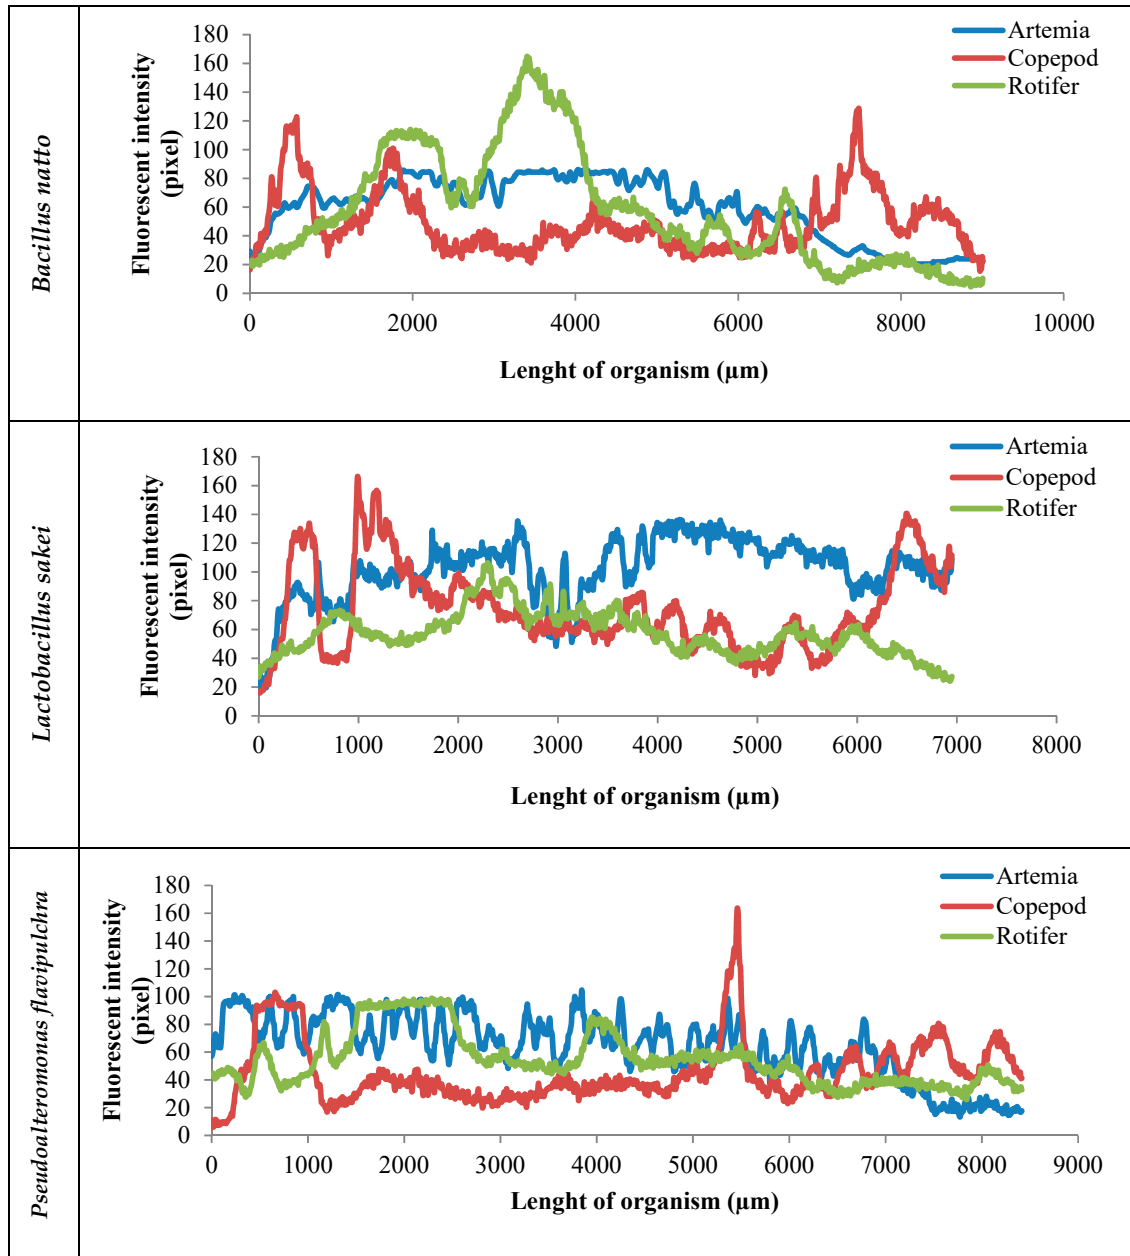 Bacillus natto
Fluorescent intensity
(pixel)
180
160
140
120
100
80
60
40
20
0
0 2000 4000 6000 8000 10000
Lenght of organism (µm)
Artemia
Copepod
Rotifer
Lactobacillus sakei
Fluorescent intensity
(pixel)
180
160
140
120
100
80
60
40
20
0
0 1000 2000 3000 4000 5000 6000 7000 8000
Lenght of organism (µm)
Artemia
Copepod
Rotifer
Pseudoalteromonas flavipulchra
Fluorescent intensity
(pixel)
180
160
140
120
100
80
60
40
20
0
0 1000 2000 3000 4000 5000 6000 7000 8000 9000
Lenght of organism (µm)
Artemia
Copepod
Rotifer